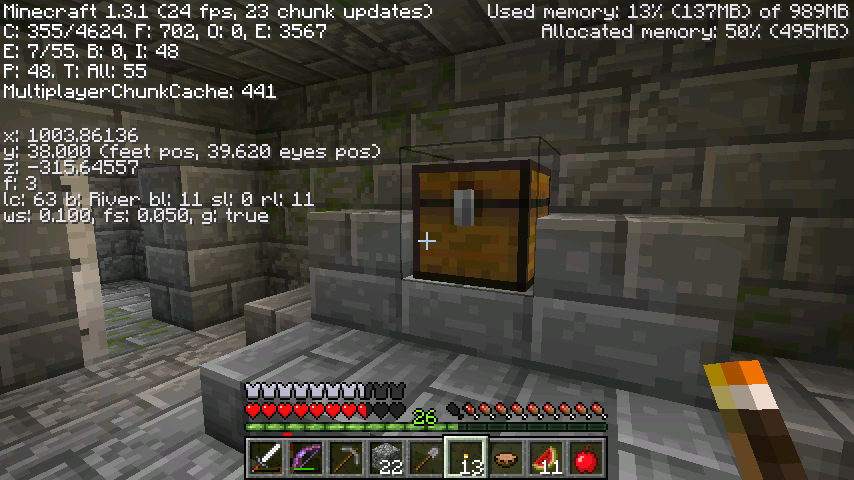 Minecraft 1.3.1 (24 fps, 23 chunk updates)
C: 355/4624. F: 702, O: 0, E: 3567
E: 7/55. B: 0, I: 48
P: 48. T: All: 55
MultiplayerChunkCache: 441
Used memory: 13% (137MB) of 989MB
Allocated memory: 50% (495MB)
x: 1003.86136
y: 38.000 (feet pos, 39.620 eyes pos)
z: -315.64557
f: 3
lc: 63 b: River bl: 11 sl: 0 rl: 11
ws: 0.100, fs: 0.050, g: true
26
22 13 11